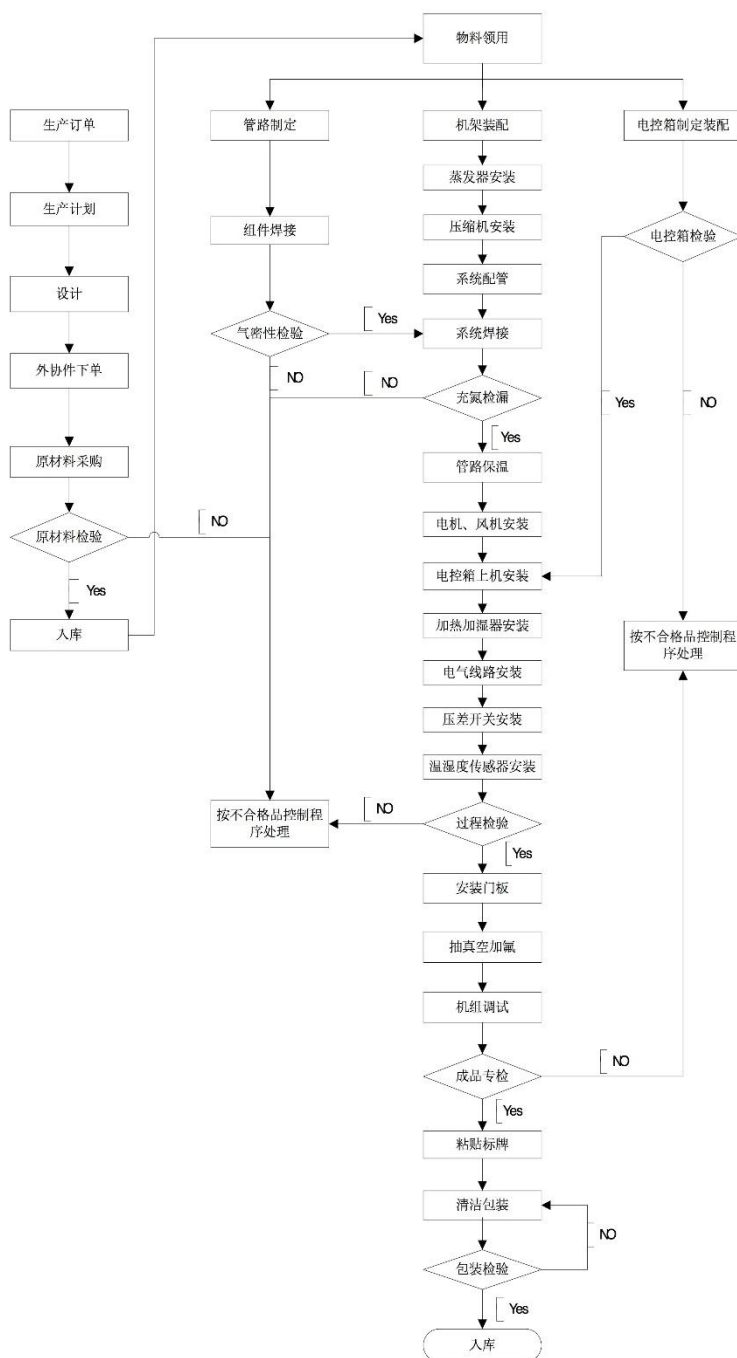 物料领用
生产订单
管路制定
机架装配
电控箱制定装配
蒸发器安装
生产计划
组件焊接
压缩机安装
电控箱检验
系统配管
设计
气密性检验
Yes
系统焊接
外协件下单
NO
NO
充氮检漏
Yes
NO
Yes
原材料采购
管路保温
原材料检验
NO
电机、风机安装
Yes
电控箱上机安装
入库
加热加湿器安装
按不合格品控制程
序处理
电气线路安装
压差开关安装
温湿度传感器安装
按不合格品控制程
序处理
NO
过程检验
Yes
安装门板
抽真空加氟
机组调试
成品专检
NO
Yes
粘贴标牌
清洁包装
NO
包装检验
Yes
入库